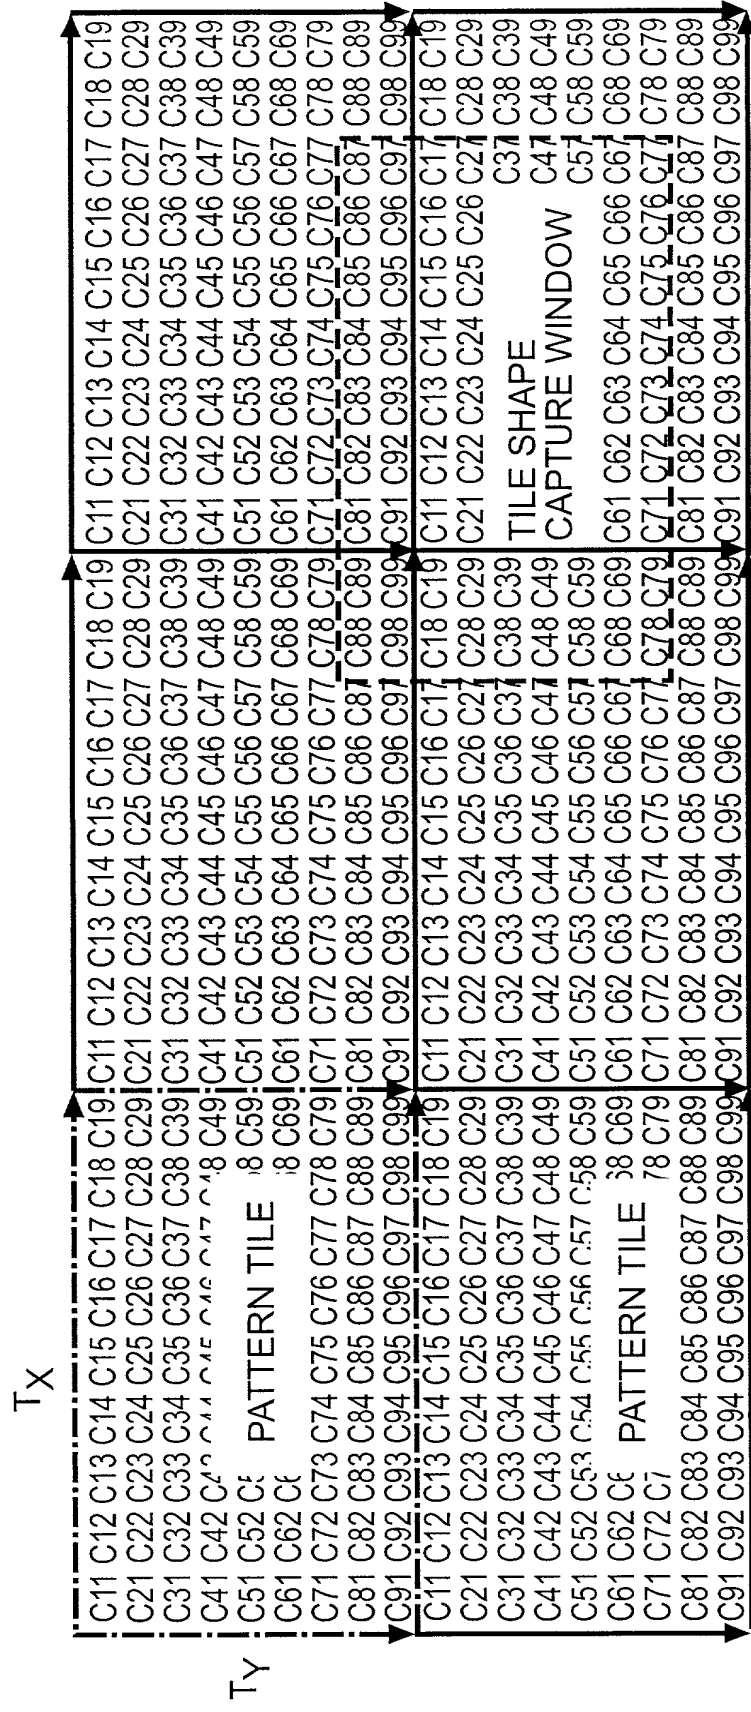 TX
C11 C12 C13 C14 C15 C16 C17 C18 C19 C11 C12 C13 C14 C15 C16 C17 C18 C19 C11 C12 C13 C14 C15 C16 C17 C18 C19
C21 C22 C23 C24 C25 C26 C27 C28 C29 C21 C22 C23 C24 C25 C26 C27 C28 C29 C21 C22 C23 C24 C25 C26 C27 C28 C29
C31 C32 C33 C34 C35 C36 C37 C38 C39 C31 C32 C33 C34 C35 C36 C37 C38 C39 C31 C32 C33 C34 C35 C36 C37 C38 C39
C41 C42 C49 C41 C42 C43 C44 C45 C46 C47 C48 C49 C41 C42 C43 C44 C45 C46 C47 C48 C49
TY
C51 C52 PATTERN TILE C59 C51 C52 C53 C54 C55 C56 C57 C58 C59 C51 C52 C53 C54 C55 C56 C57 C58 C59
C61 C62 C69 C61 C62 C63 C64 C65 C66 C67 C68 C69 C61 C62 C63 C64 C65 C66 C67 C68 C69
C71 C72 C73 C74 C75 C76 C77 C78 C79 C71 C72 C73 C74 C75 C76 C77 C78 C79 C71 C72 C73 C74 C75 C76 C77 C78 C79
C81 C82 C83 C84 C85 C86 C87 C88 C89 C81 C82 C83 C84 C85 C86 C87 C88 C89 C81 C82 C83 C84 C85 C86 C87 C88 C89
C91 C92 C93 C94 C95 C96 C97 C98 C99 C91 C92 C93 C94 C95 C96 C97 C98 C99 C91 C92 C93 C94 C95 C96 C97 C98 C99
C11 C12 C13 C14 C15 C16 C17 C18 C19 C11 C12 C13 C14 C15 C16 C17 C18 C19 C11 C12 C13 C14 C15 C16 C17 C18 C19
C21 C22 C23 C24 C25 C26 C27 C28 C29 C21 C22 C23 C24 C25 C26 C27 C28 C29 C21 C22 C23 C24 C25 C26 C27 C28 C29
C31 C32 C33 C34 C35 C36 C37 C38 C39 C31 C32 C33 C34 C35 C36 C37 C38 C39 TILE SHAPE C37 C38 C39
C41 C42 C43 C44 C45 C46 C47 C48 C49 C41 C42 C43 C44 C45 C46 C47 C48 C49 CAPTURE WINDOW C47 C48 C49
C51 C52 C53 C54 C55 C56 C57 C58 C59 C51 C52 C53 C54 C55 C56 C57 C58 C59 C57 C58 C59
C61 C62 PATTERN TILE C69 C61 C62 C63 C64 C65 C66 C67 C68 C69 C61 C62 C63 C64 C65 C66 C67 C68 C69
C71 C72 C79 C71 C72 C73 C74 C75 C76 C77 C78 C79 C71 C72 C73 C74 C75 C76 C77 C78 C79
C81 C82 C83 C84 C85 C86 C87 C88 C89 C81 C82 C83 C84 C85 C86 C87 C88 C89 C81 C82 C83 C84 C85 C86 C87 C88 C89
C91 C92 C93 C94 C95 C96 C97 C98 C99 C91 C92 C93 C94 C95 C96 C97 C98 C99 C91 C92 C93 C94 C95 C96 C97 C98 C99